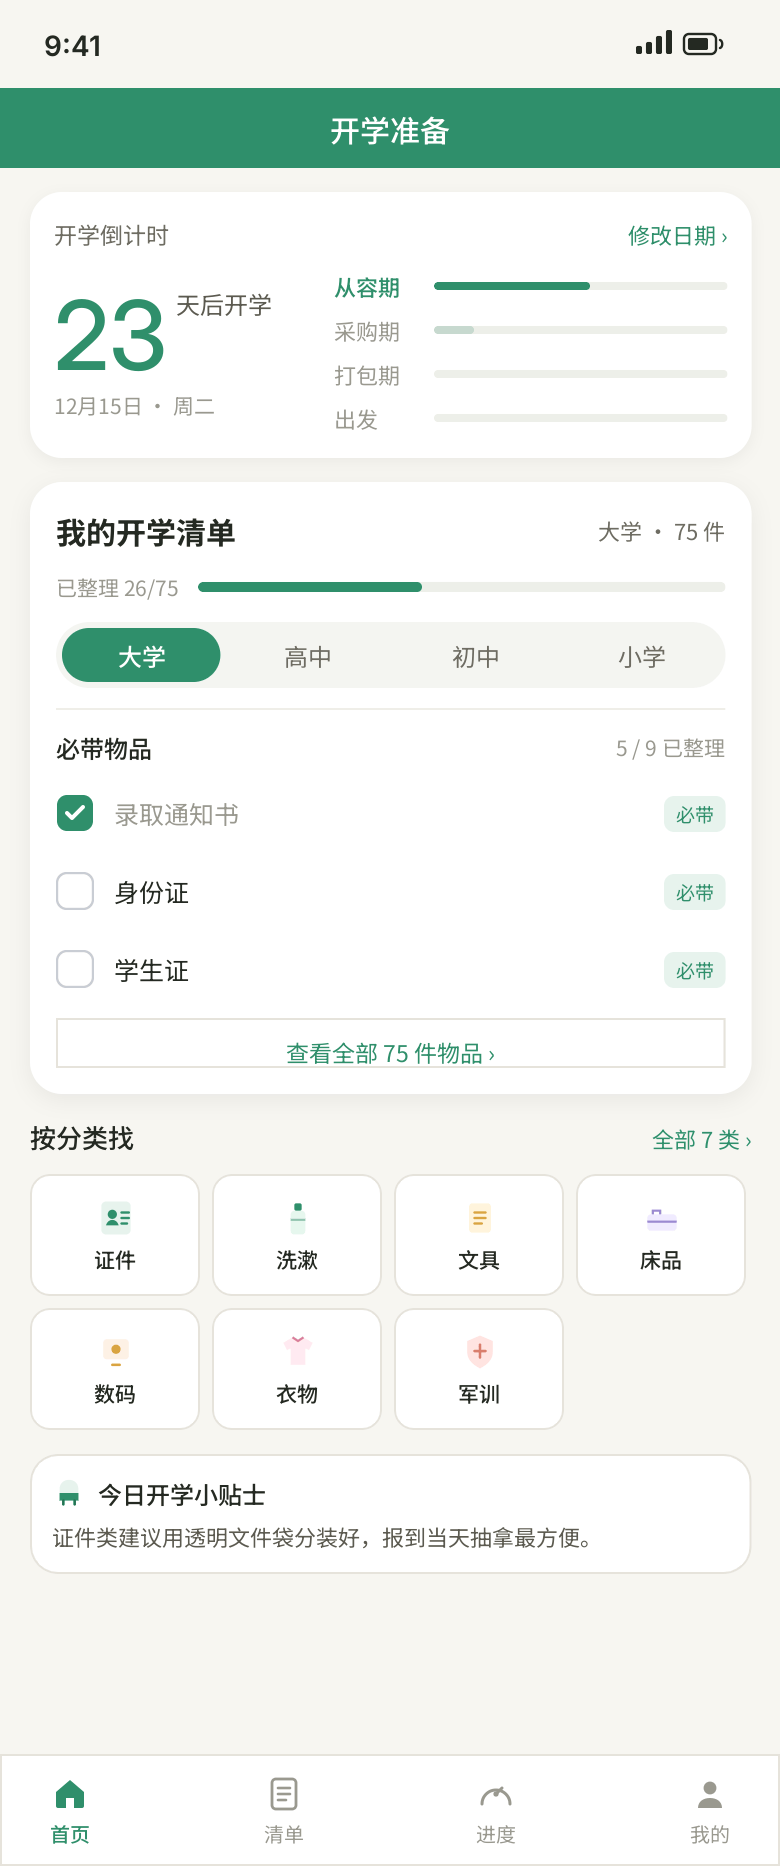 9:41
开学准备
开学倒计时
修改日期 ›
23 天后开学
12月15日 · 周二
从容期
采购期
打包期
出发
我的开学清单
大学 · 75 件
已整理 26/75
大学 高中 初中 小学
必带物品
5 / 9 已整理
录取通知书 必带
身份证 必带
学生证 必带
查看全部 75 件物品 ›
按分类找
全部 7 类 ›
证件 洗漱 文具 床品
数码 衣物 军训
今日开学小贴士
证件类建议用透明文件袋分装好，报到当天抽拿最方便。
首页 清单 进度 我的